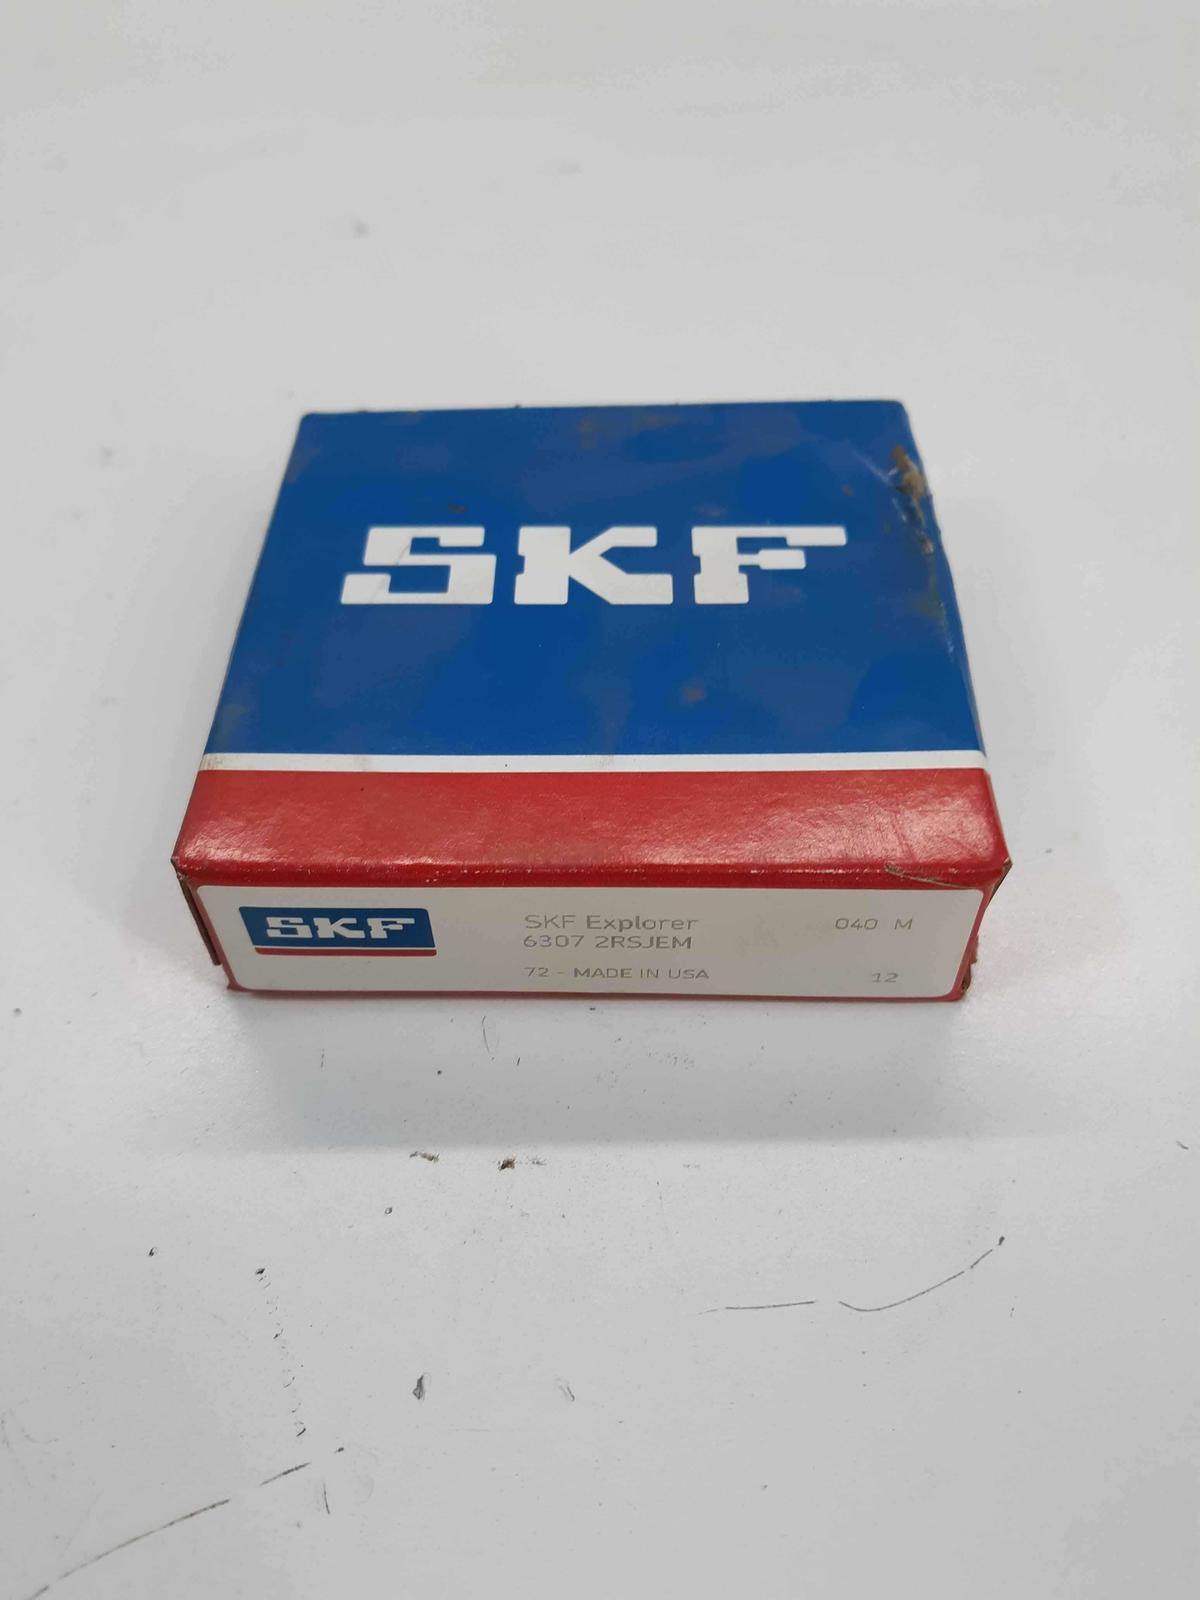 SKF
SKF
SKF Explorer 040 M
6307 2RSJEM
72 - MADE IN USA 12